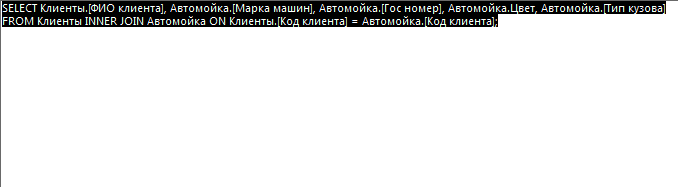 SELECT Клиенты.[ФИО клиента], Автомойка.[Марка машин], Автомойка.[Гос номер], Автомойка.Цвет, Автомойка.[Тип кузова]
FROM Клиенты INNER JOIN Автомойка ON Клиенты.[Код клиента] = Автомойка.[Код клиента];